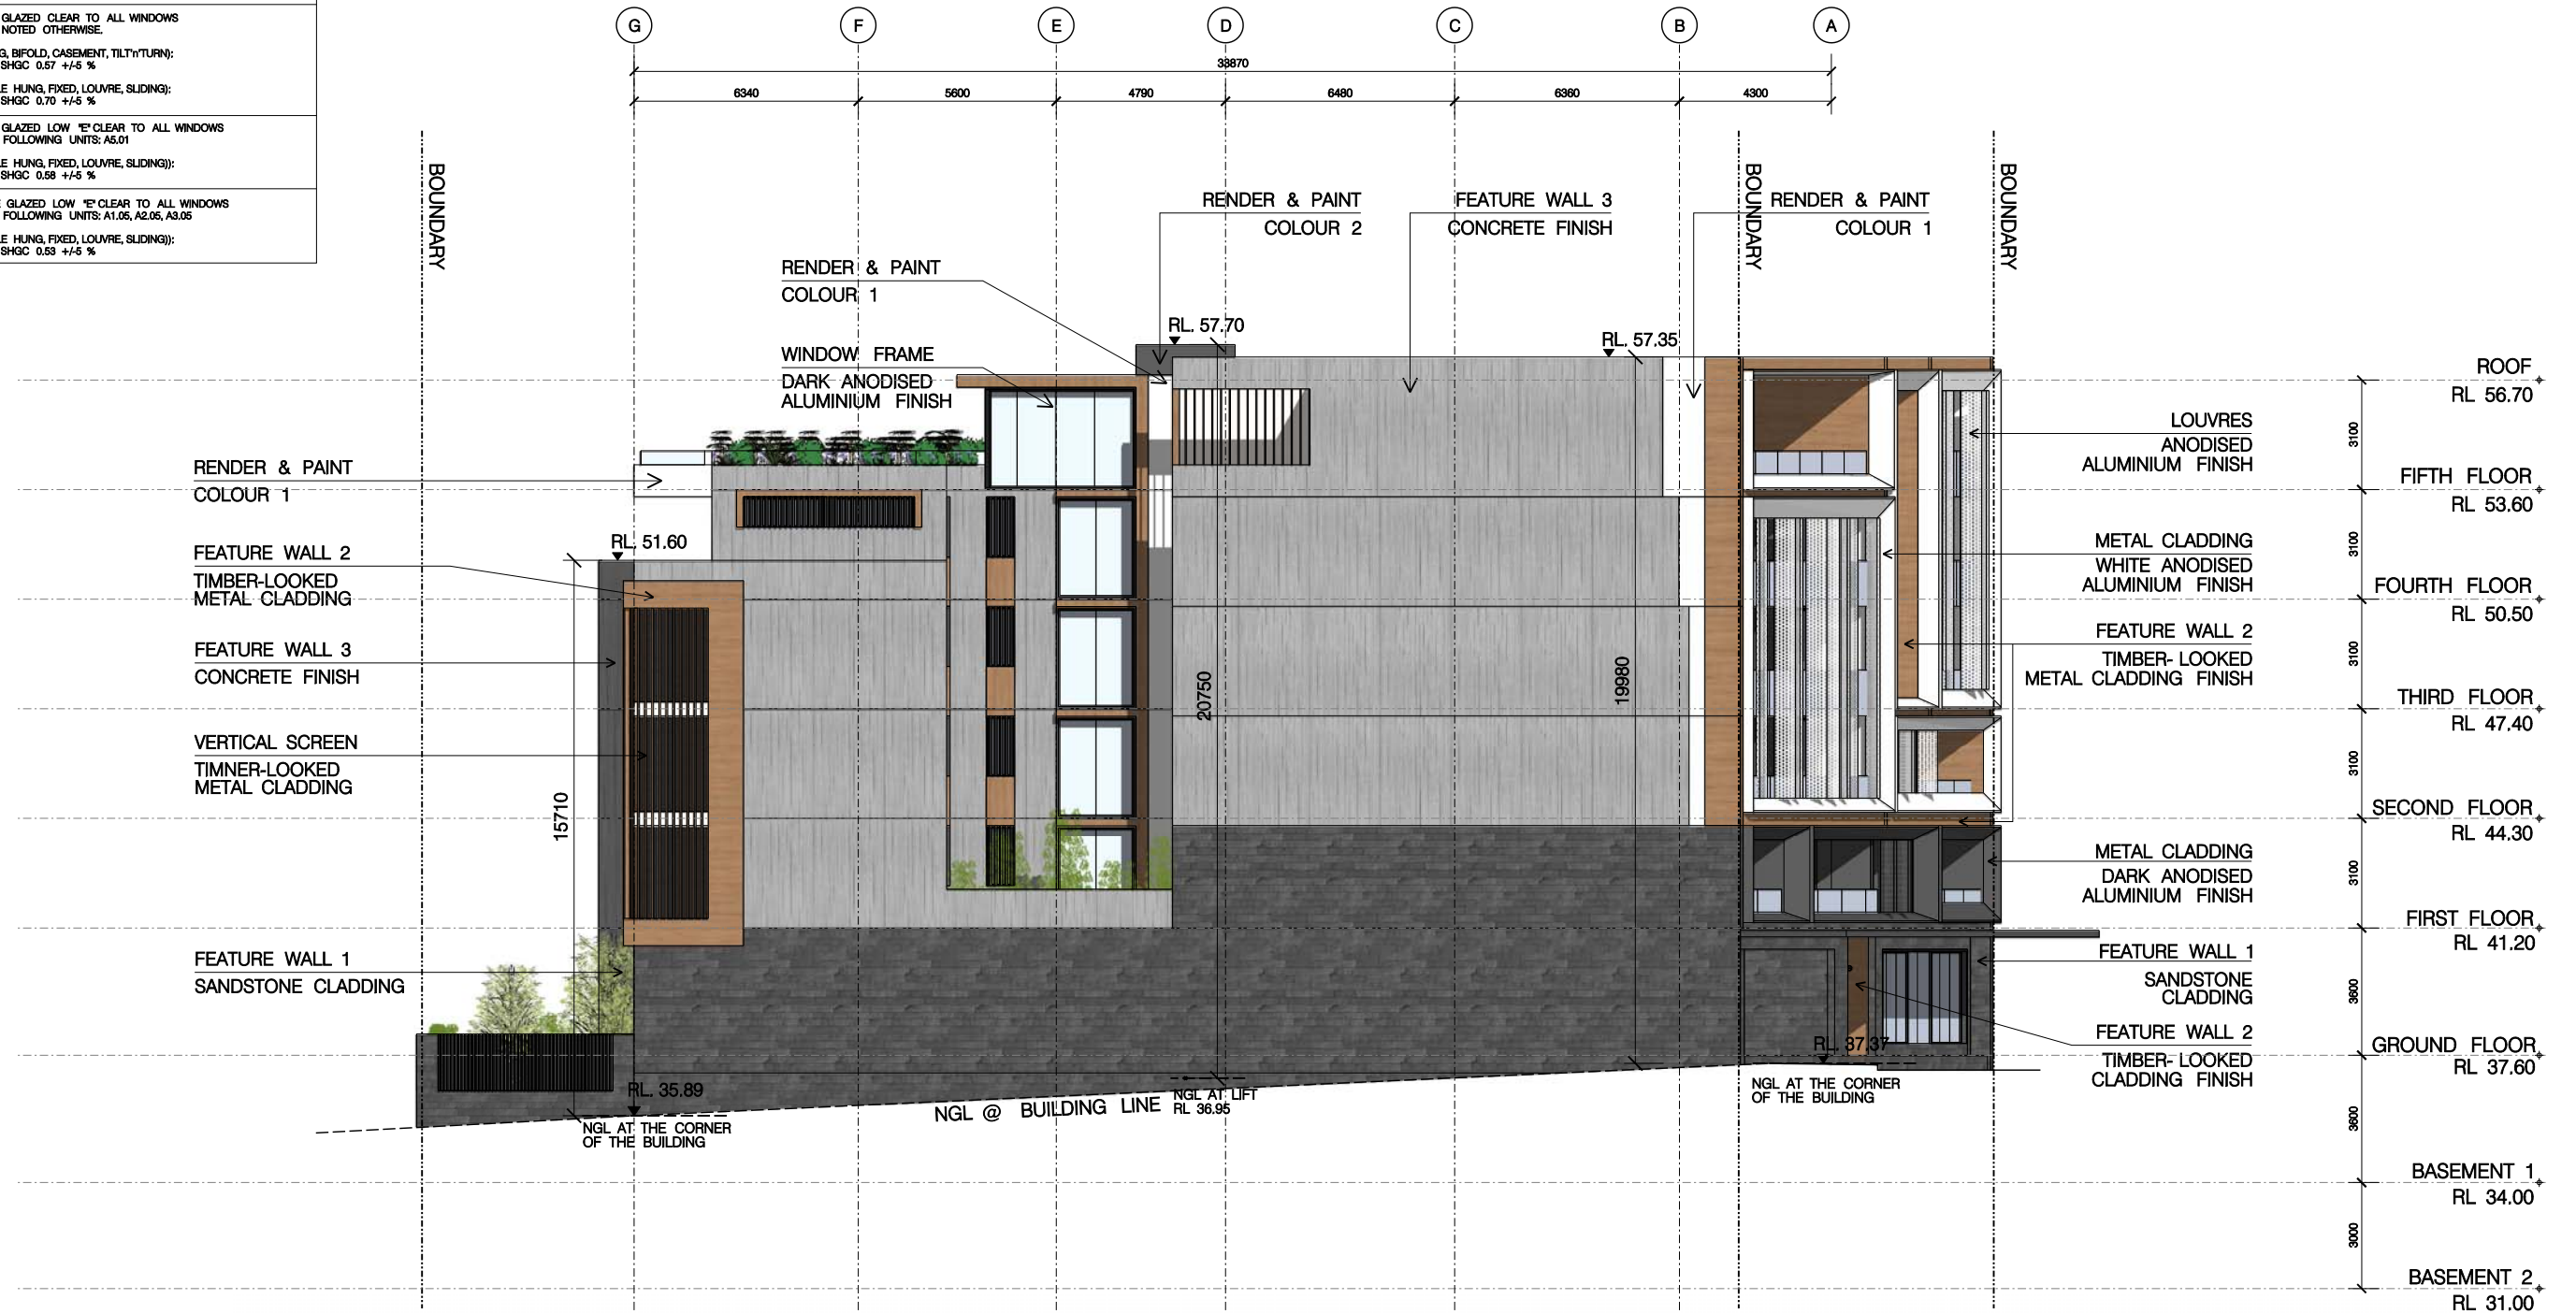 GLAZED CLEAR TO ALL WINDOWS
NOTED OTHERWISE.
G, BIFOLD, CASEMENT, TILT'n'TURN):
SHGC 0.57 +/-5 %
E HUNG, FIXED, LOUVRE, SLIDING):
SHGC 0.70 +/-5 %
GLAZED LOW "E" CLEAR TO ALL WINDOWS
FOLLOWING UNITS: A5.01
E HUNG, FIXED, LOUVRE, SLIDING)):
SHGC 0.58 +/-5 %
GLAZED LOW "E" CLEAR TO ALL WINDOWS
FOLLOWING UNITS: A1.05, A2.05, A3.05
E HUNG, FIXED, LOUVRE, SLIDING)):
SHGC 0.53 +/-5 %
G F E D C B A
33870
6340 5600 4790 6480 6360 4300
BOUNDARY
BOUNDARY
BOUNDARY
RENDER & PAINT
COLOUR 2
FEATURE WALL 3
CONCRETE FINISH
RENDER & PAINT
COLOUR 1
RENDER & PAINT
COLOUR 1
WINDOW FRAME
DARK ANODISED
ALUMINIUM FINISH
RL. 57.70
RL. 57.35
RENDER & PAINT
COLOUR 1
RL. 51.60
FEATURE WALL 2
TIMBER-LOOKED
METAL CLADDING
FEATURE WALL 3
CONCRETE FINISH
VERTICAL SCREEN
TIMNER-LOOKED
METAL CLADDING
FEATURE WALL 1
SANDSTONE CLADDING
15710
20750
19980
RL. 35.89
NGL AT THE CORNER
OF THE BUILDING
NGL @ BUILDING LINE
NGL AT LIFT
RL 36.95
RL. 37.37
NGL AT THE CORNER
OF THE BUILDING
LOUVRES
ANODISED
ALUMINIUM FINISH
METAL CLADDING
WHITE ANODISED
ALUMINIUM FINISH
FEATURE WALL 2
TIMBER- LOOKED
METAL CLADDING FINISH
METAL CLADDING
DARK ANODISED
ALUMINIUM FINISH
FEATURE WALL 1
SANDSTONE
CLADDING
FEATURE WALL 2
TIMBER- LOOKED
CLADDING FINISH
3100
3100
3100
3100
3100
3600
3600
3000
ROOF
RL 56.70
FIFTH FLOOR
RL 53.60
FOURTH FLOOR
RL 50.50
THIRD FLOOR
RL 47.40
SECOND FLOOR
RL 44.30
FIRST FLOOR
RL 41.20
GROUND FLOOR
RL 37.60
BASEMENT 1
RL 34.00
BASEMENT 2
RL 31.00